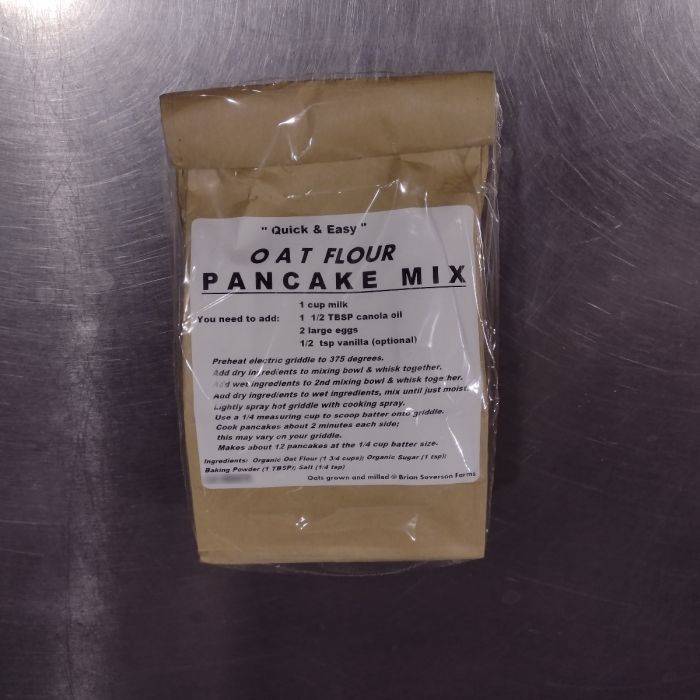 " Quick & Easy "
OAT FLOUR
PANCAKE MIX
1 cup milk
You need to add: 1 1/2 TBSP canola oil
2 large eggs
1/2 tsp vanilla (optional)
Preheat electric griddle to 375 degrees.
Add dry ingredients to mixing bowl & whisk together.
Add wet ingredients to 2nd mixing bowl & whisk together.
Add dry ingredients to wet ingredients, mix until just moist.
Lightly spray hot griddle with cooking spray.
Use a 1/4 measuring cup to scoop batter onto griddle.
Cook pancakes about 2 minutes each side;
this may vary on your griddle.
Makes about 12 pancakes at the 1/4 cup batter size.
Ingredients: Organic Oat Flour (1 3/4 cups); Organic Sugar (1 tsp);
Baking Powder (1 TBSP); Salt (1/4 tsp)
Oats grown and milled @ Brian Severson Farms